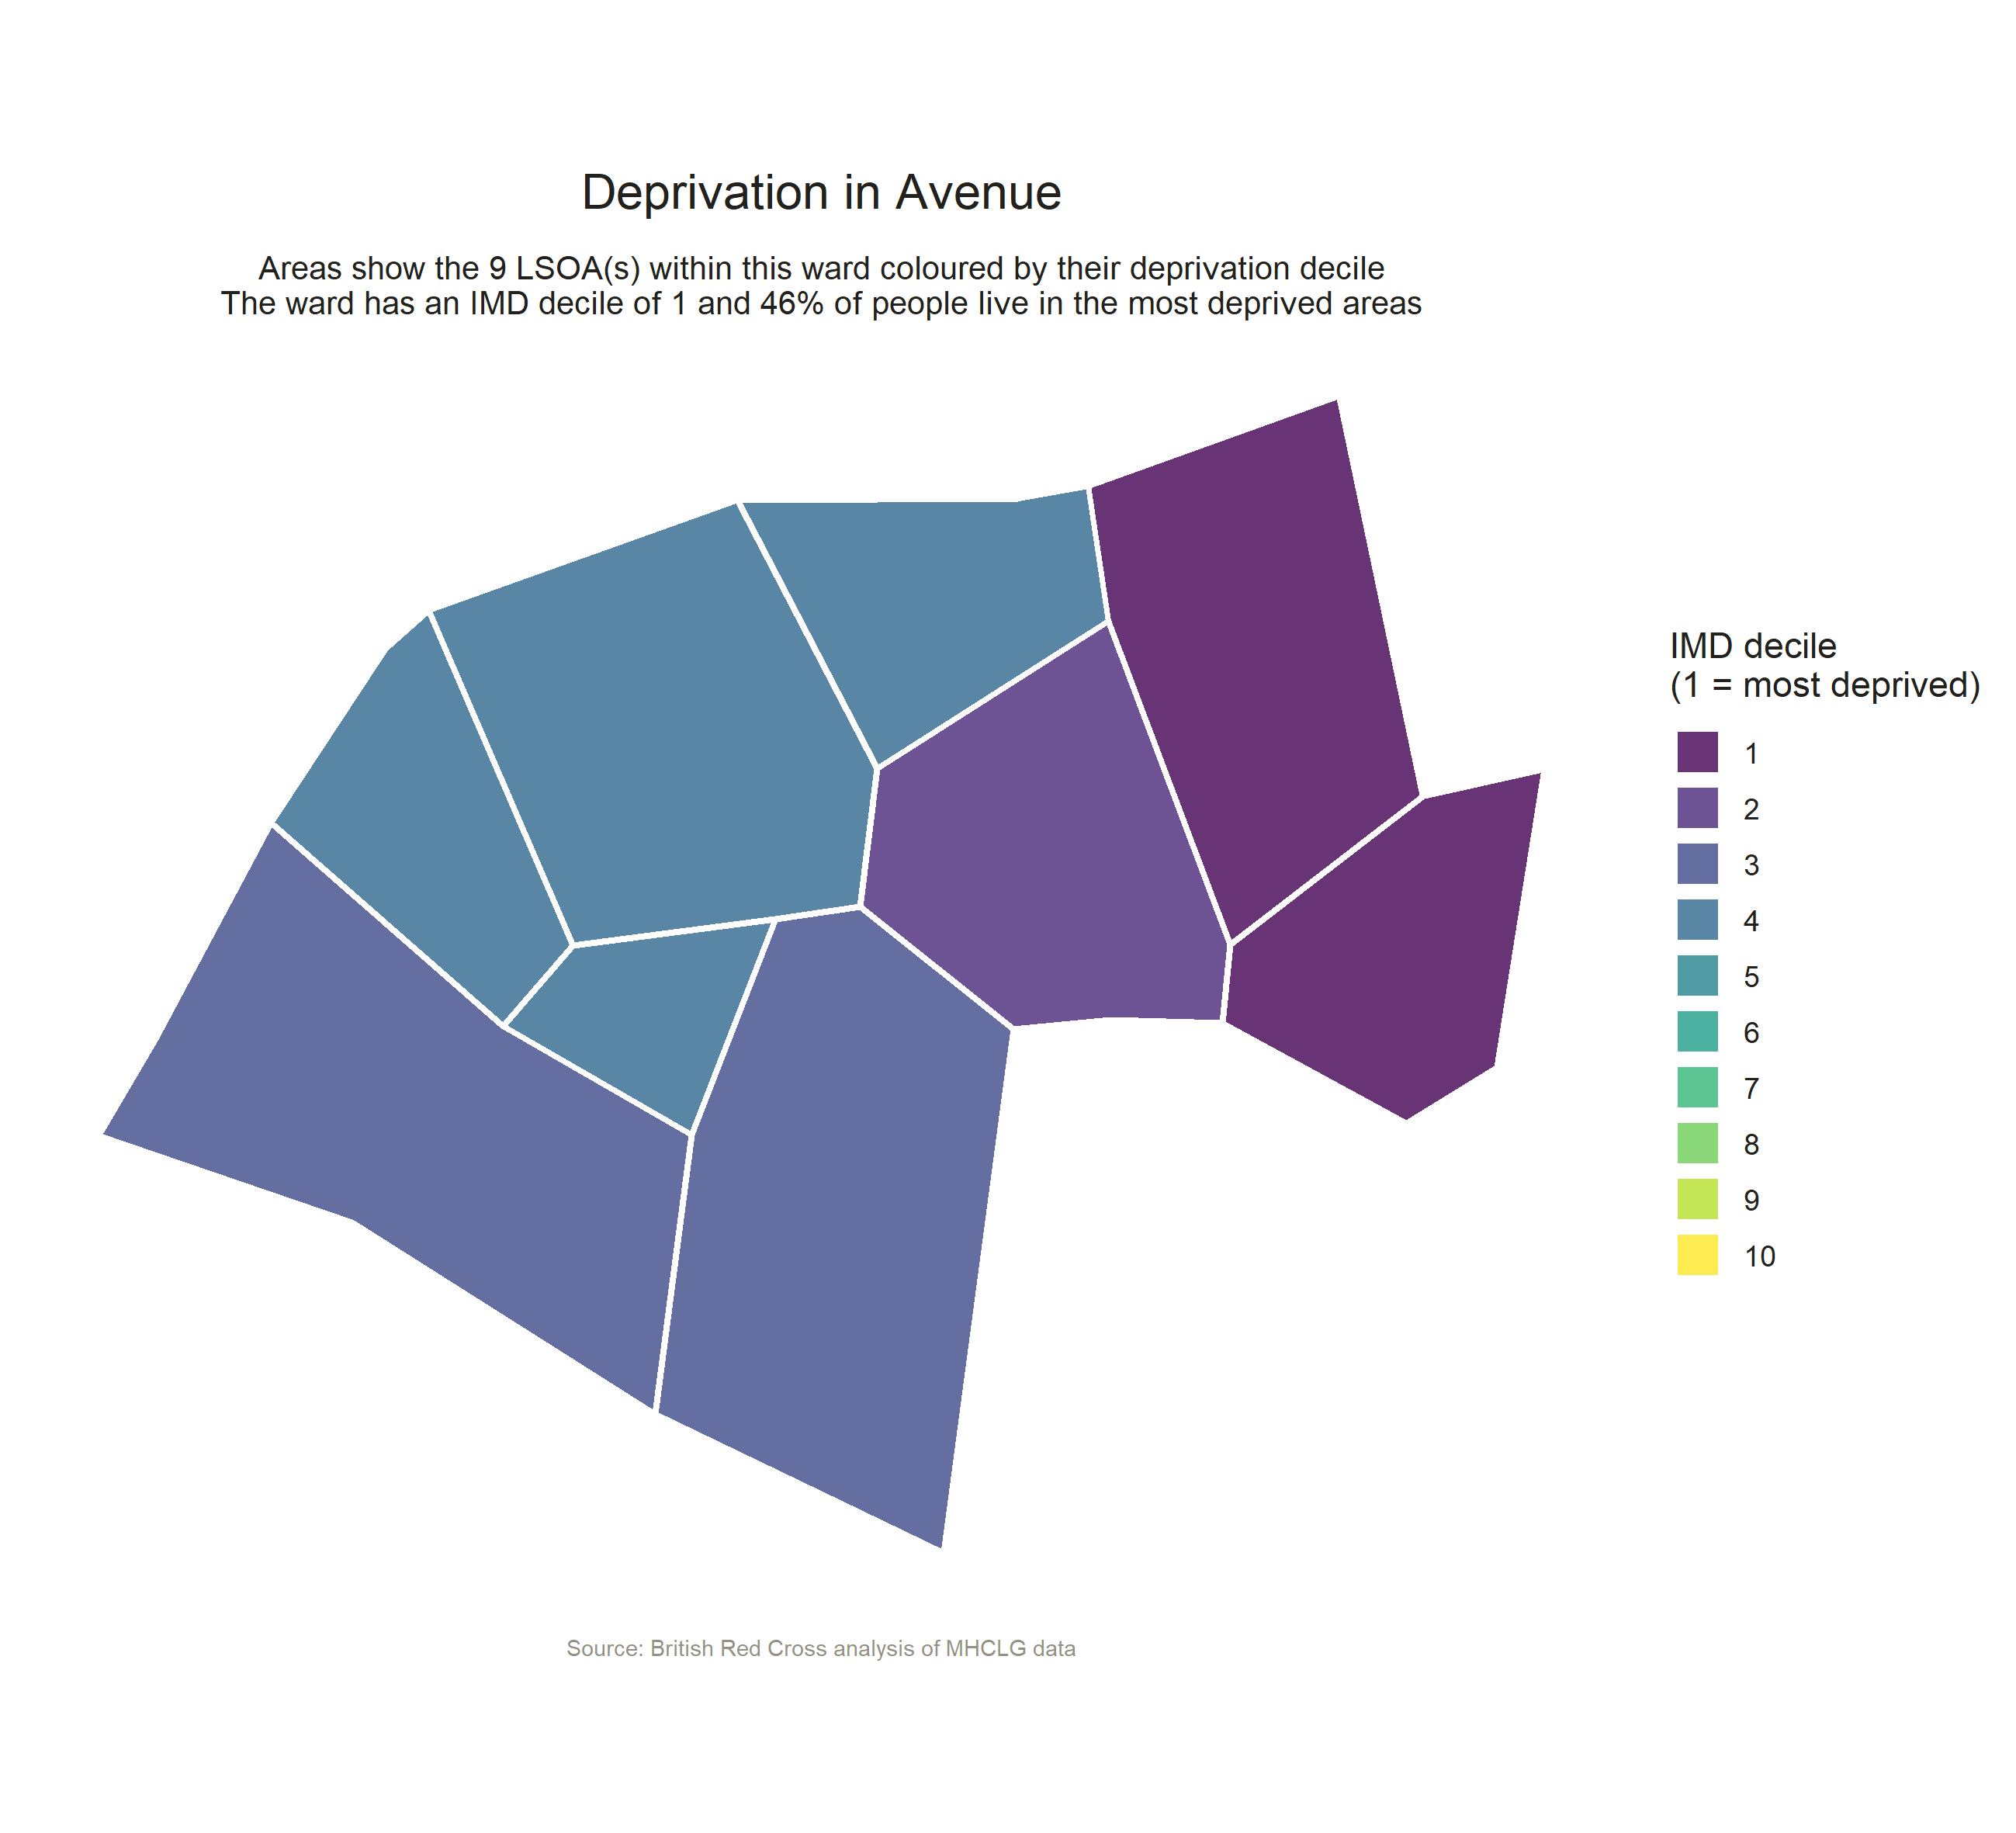 Deprivation in Avenue
Areas show the 9 LSOA(s) within this ward coloured by their deprivation decile
The ward has an IMD decile of 1 and 46% of people live in the most deprived areas
IMD decile
(1 = most deprived)
1
2
3
4
5
6
7
8
9
10
Source: British Red Cross analysis of MHCLG data